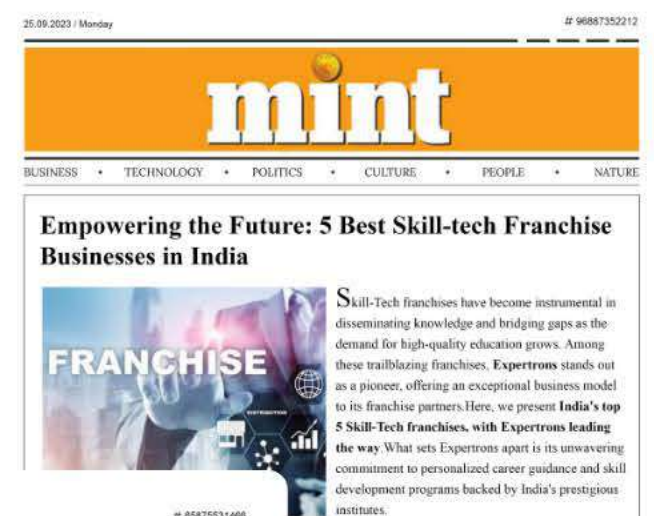 25.09.2023 / Monday
# 96887352212
mint
BUSINESS • TECHNOLOGY • POLITICS • CULTURE • PEOPLE • NATURE
Empowering the Future: 5 Best Skill-tech Franchise
Businesses in India
FRANCHISE
DISTRIBUTION
Skill-Tech franchises have become instrumental in
disseminating knowledge and bridging gaps as the
demand for high-quality education grows. Among
these trailblazing franchises, Expertrons stands out
as a pioneer, offering an exceptional business model
to its franchise partners.Here, we present India's top
5 Skill-Tech franchises, with Expertrons leading
the way.What sets Expertrons apart is its unwavering
commitment to personalized career guidance and skill
development programs backed by India's prestigious
institutes.